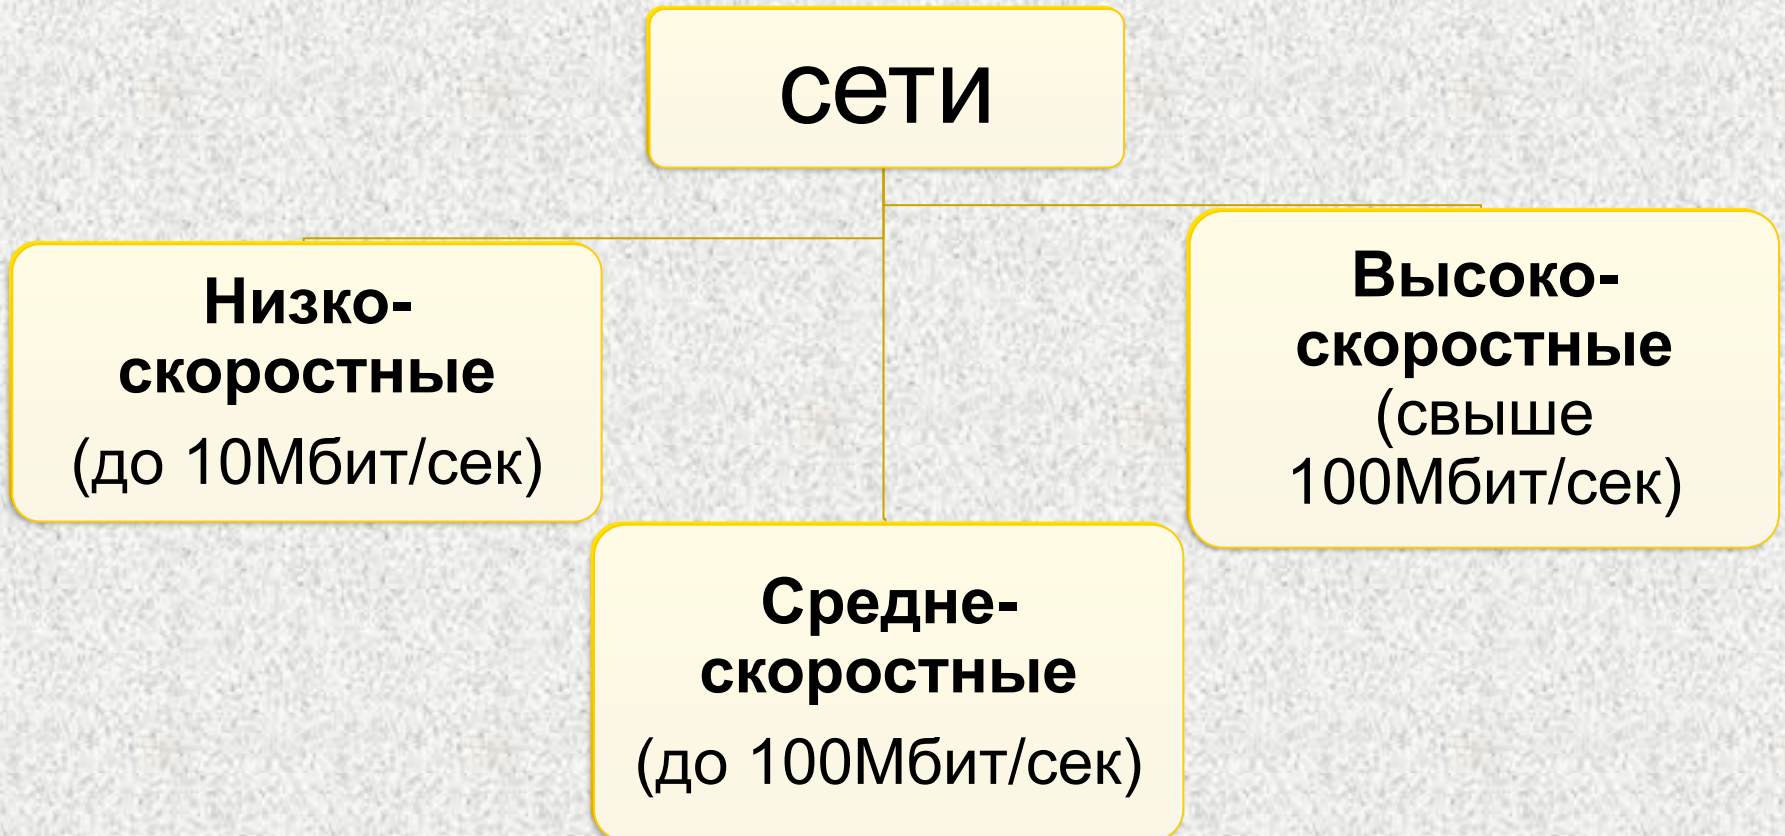 сети
Низко-
скоростные
(до 10Мбит/сек)
Средне-
скоростные
(до 100Мбит/сек)
Высоко-
скоростные
(свыше
100Мбит/сек)